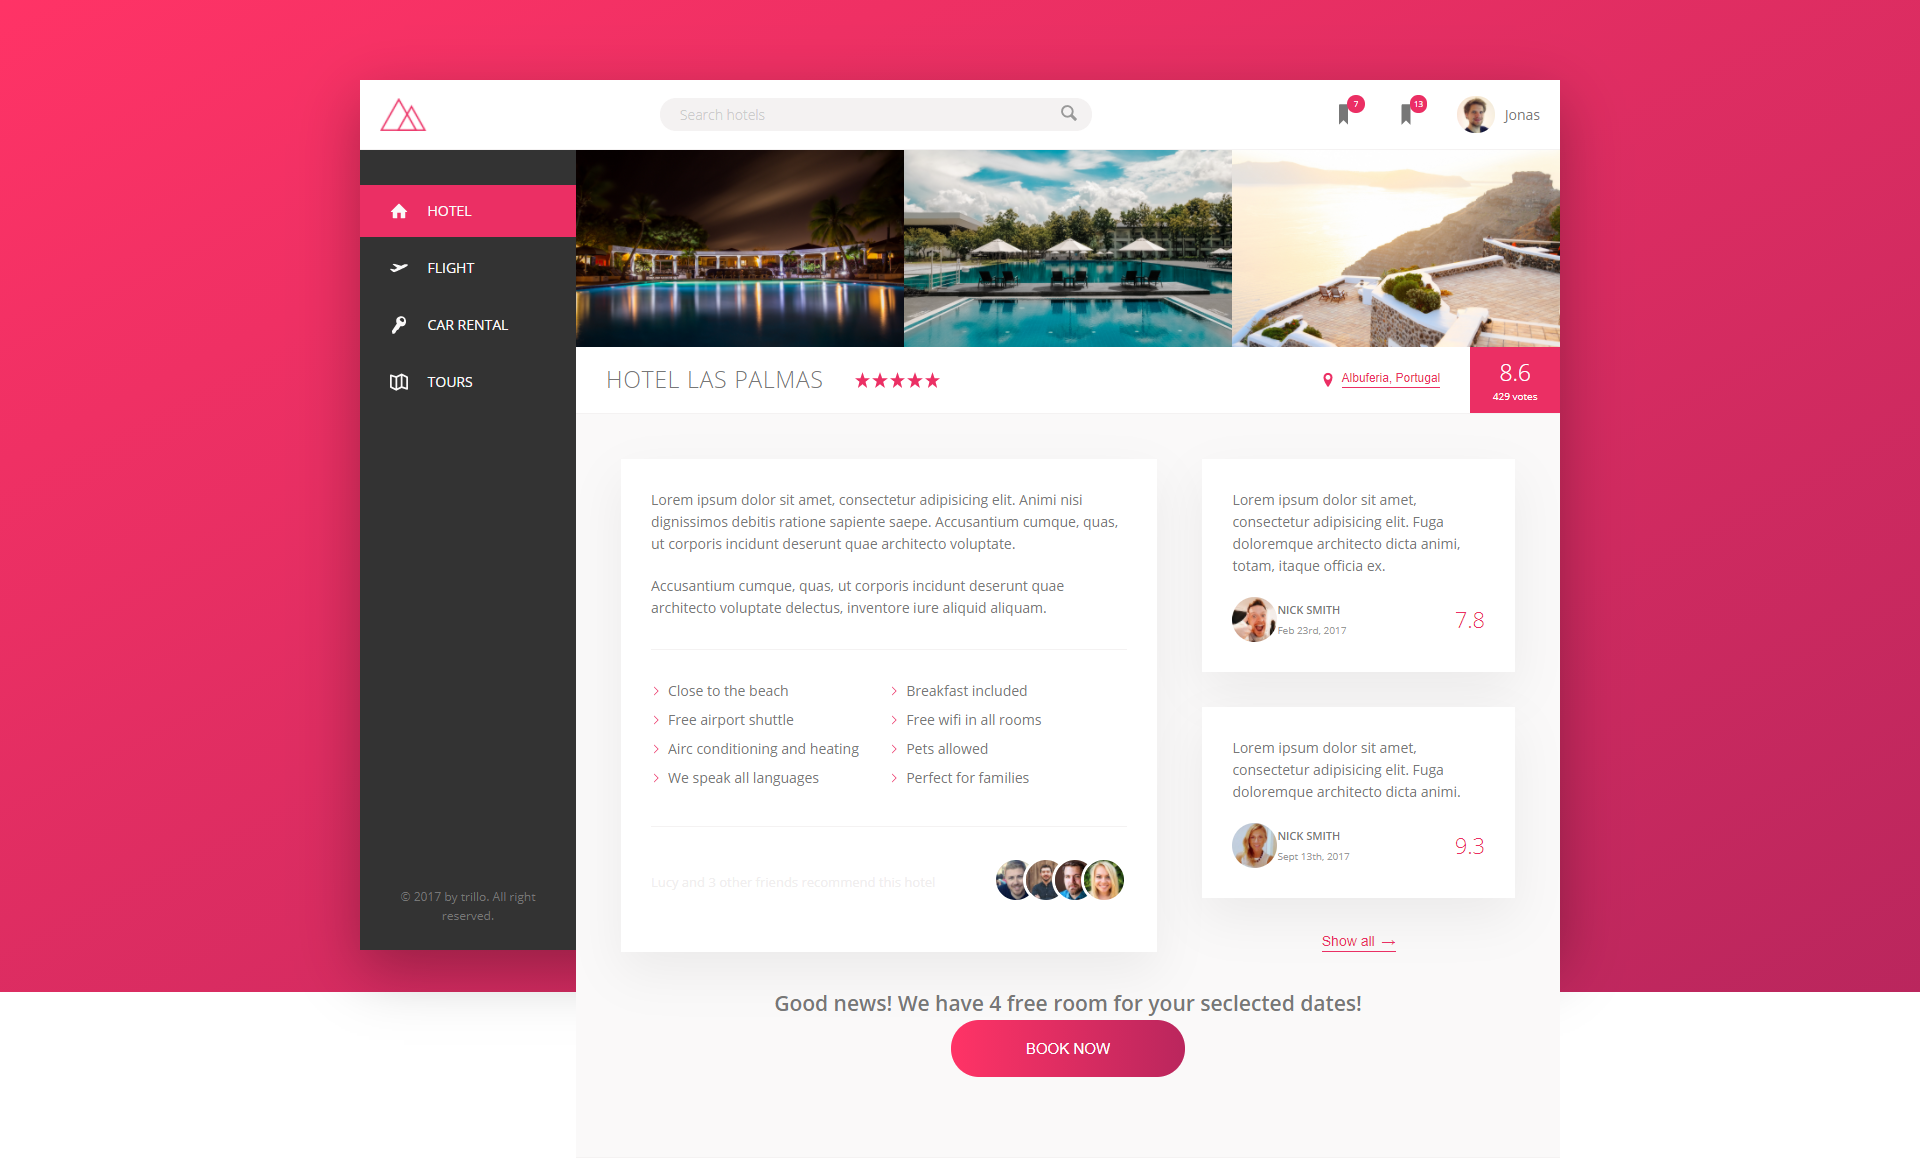 Search hotels
7
13
Jonas
HOTEL
FLIGHT
CAR RENTAL
TOURS
© 2017 by trillo. All right
reserved.
HOTEL LAS PALMAS
Albuferia, Portugal
8.6
429 votes
Lorem ipsum dolor sit amet, consectetur adipisicing elit. Animi nisi
dignissimos debitis ratione sapiente saepe. Accusantium cumque, quas,
ut corporis incidunt deserunt quae architecto voluptate.
Accusantium cumque, quas, ut corporis incidunt deserunt quae
architecto voluptate delectus, inventore iure aliquid aliquam.
Close to the beach
Free airport shuttle
Airc conditioning and heating
We speak all languages
Breakfast included
Free wifi in all rooms
Pets allowed
Perfect for families
Lucy and 3 other friends recommend this hotel
Lorem ipsum dolor sit amet,
consectetur adipisicing elit. Fuga
doloremque architecto dicta animi,
totam, itaque officia ex.
NICK SMITH
Feb 23rd, 2017
7.8
Lorem ipsum dolor sit amet,
consectetur adipisicing elit. Fuga
doloremque architecto dicta animi.
NICK SMITH
Sept 13th, 2017
9.3
Show all →
Good news! We have 4 free room for your seclected dates!
BOOK NOW